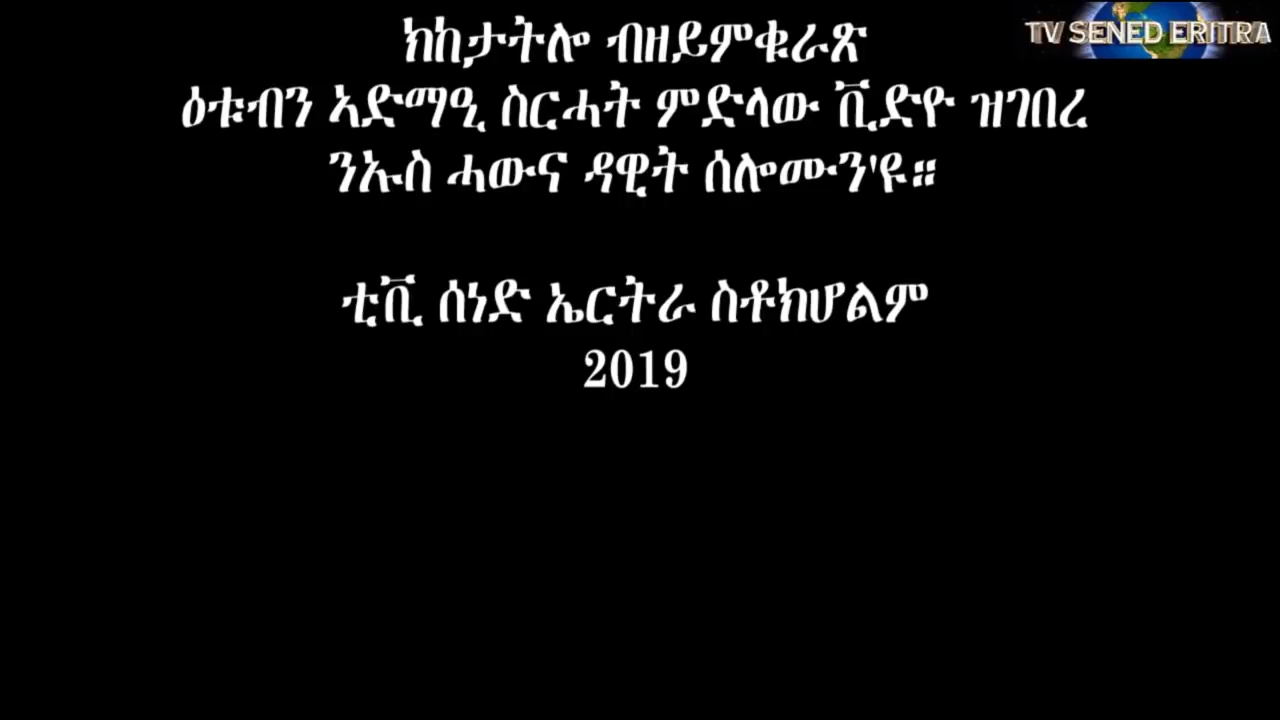 TV SENED ERITRA
ክከታትሎ ብዘይምቁራጽ
ዕቱብን ኣድማዒ ስርሓት ምድላው ቪድዮ ዝገበረ
ንኡስ ሓውና ዳዊት ሰሎሙን'ዩ።
ቲቪ ሰነድ ኤርትራ ስቶክሆልም
2019